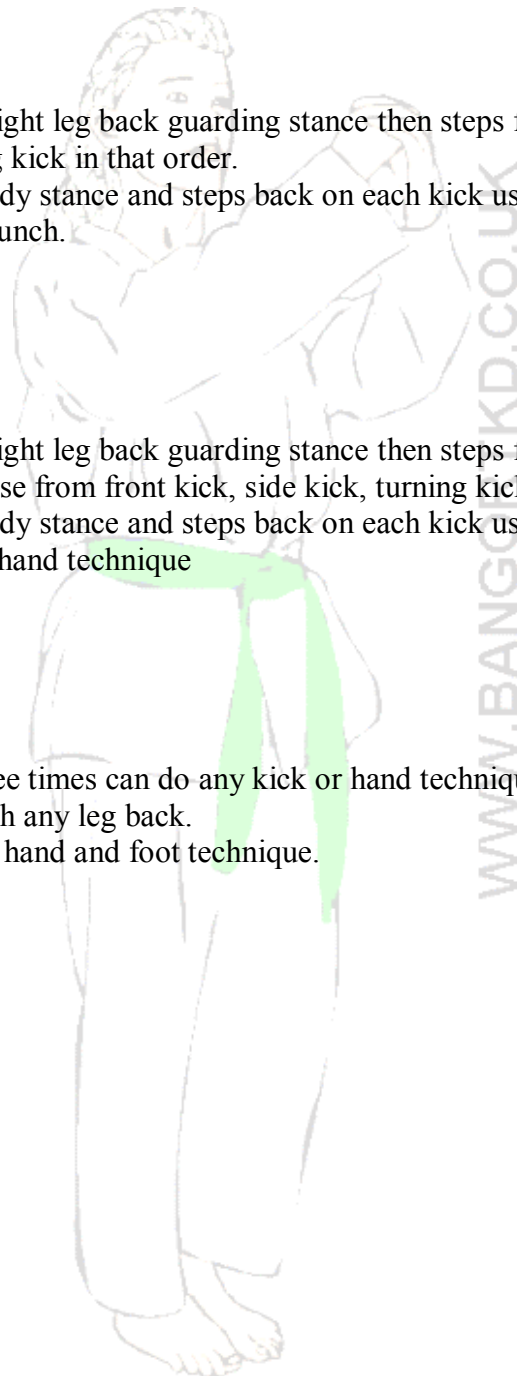 ight leg back guarding stance then steps f
g kick in that order.
dy stance and steps back on each kick us
unch.
ight leg back guarding stance then steps f
se from front kick, side kick, turning kick
dy stance and steps back on each kick us
hand technique
ee times can do any kick or hand techniqu
h any leg back.
hand and foot technique.
WWW.BANGORTKD.CO.UK